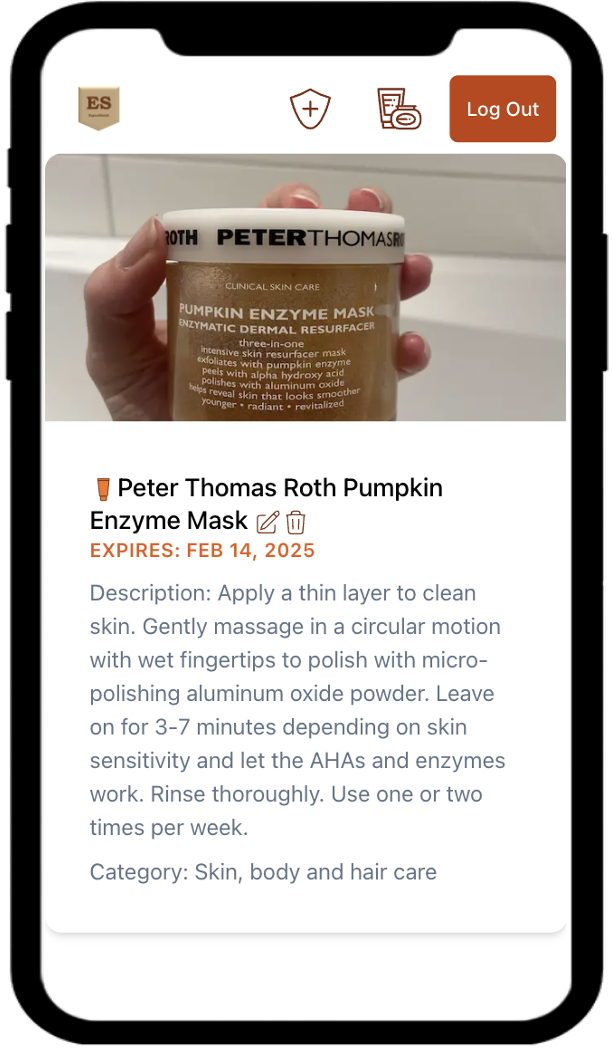 ES
Log Out
ROTH PETER THOMAS RO
CLINICAL SKIN CARE
PUMPKIN ENZYME MASK
ENZYMATIC DERMAL RESURFACER
three-in-one
intensive skin resurfacer mask
exfoliates with pumpkin enzyme
peels with alpha hydroxy acid
polishes with aluminum oxide
helps reveal skin that looks smoother
younger • radiant • revitalized
Peter Thomas Roth Pumpkin
Enzyme Mask
EXPIRES: FEB 14, 2025
Description: Apply a thin layer to clean
skin. Gently massage in a circular motion
with wet fingertips to polish with micro-
polishing aluminum oxide powder. Leave
on for 3-7 minutes depending on skin
sensitivity and let the AHAs and enzymes
work. Rinse thoroughly. Use one or two
times per week.
Category: Skin, body and hair care